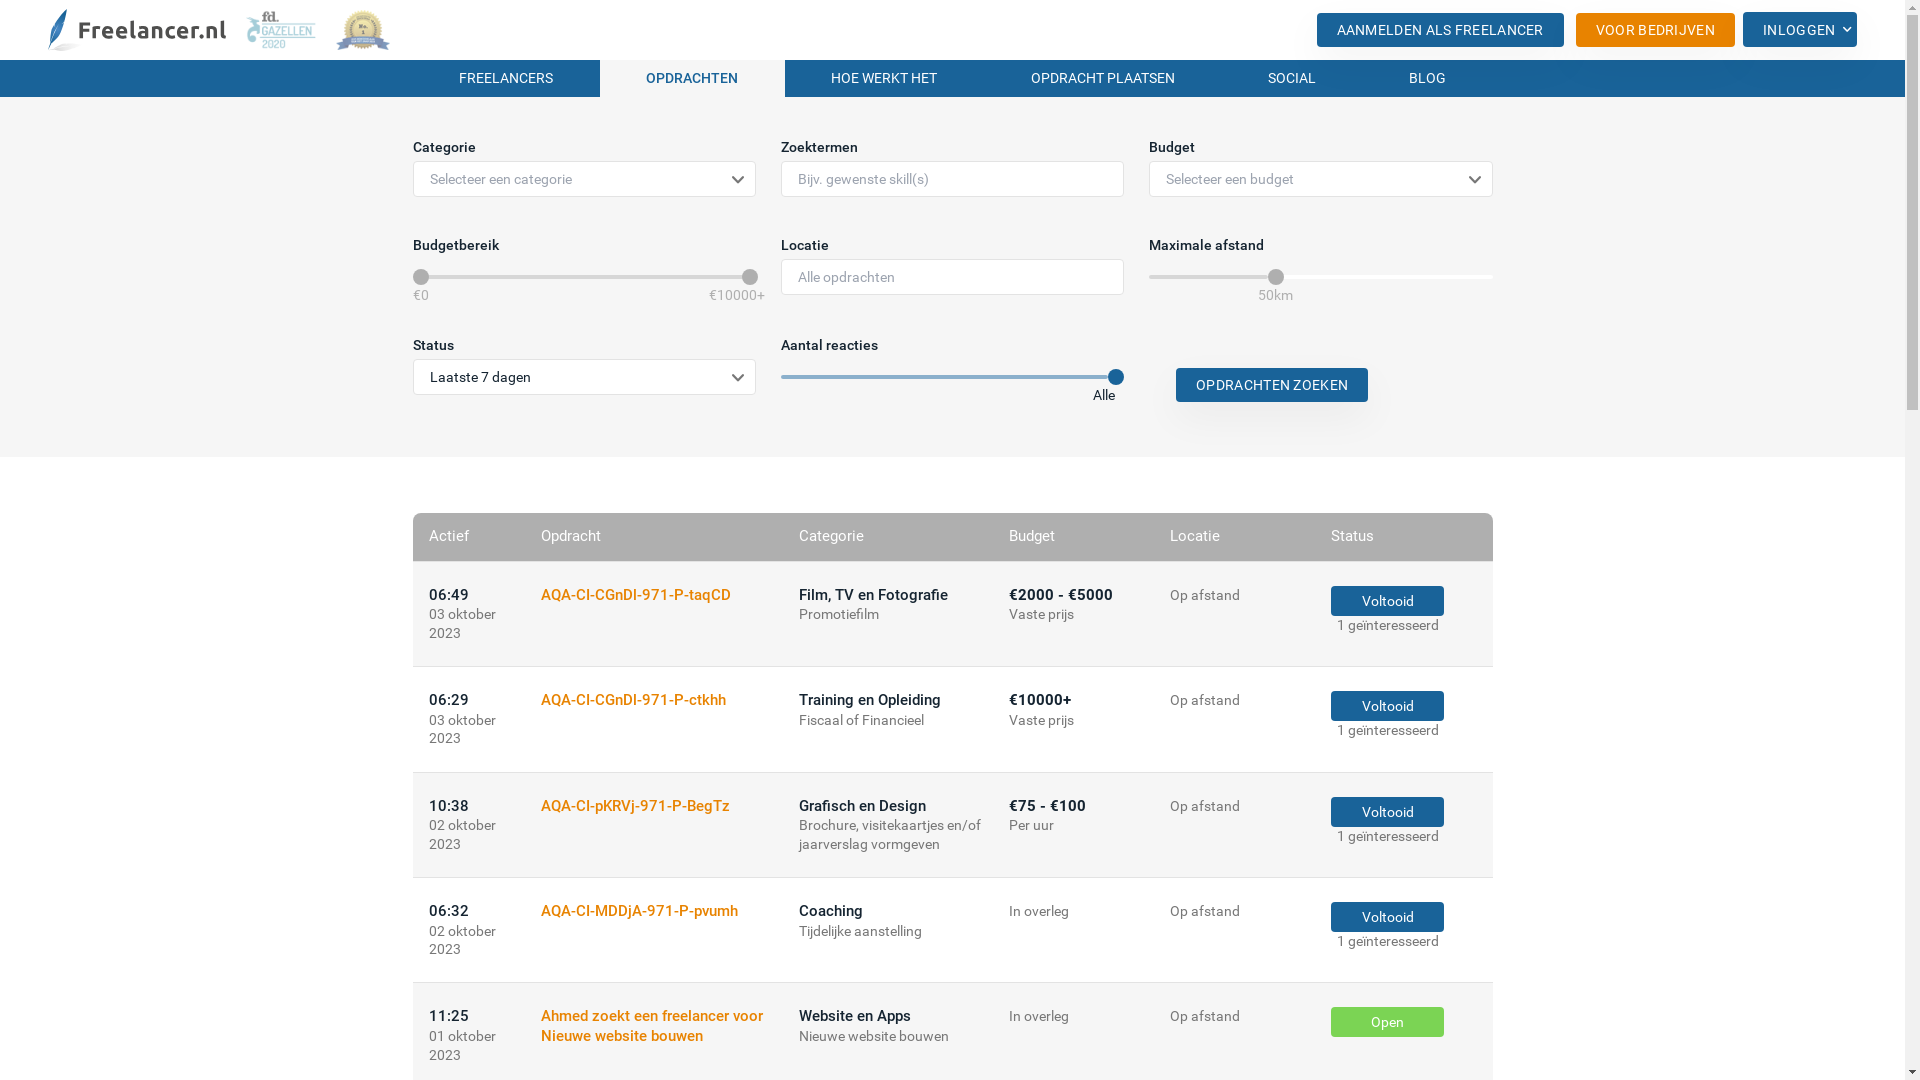 Freelancer.nl
fd.
GAZELLEN
2020
AANMELDEN ALS FREELANCER
VOOR BEDRIJVEN
INLOGGEN
FREELANCERS
OPDRACHTEN
HOE WERKT HET
OPDRACHT PLAATSEN
SOCIAL
BLOG
Categorie
Zoektermen
Budget
Selecteer een categorie
Bijv. gewenste skill(s)
Selecteer een budget
Budgetbereik
Locatie
Maximale afstand
Alle opdrachten
€0
€10000+
50km
Status
Aantal reacties
Laatste 7 dagen
Alle
OPDRACHTEN ZOEKEN
Actief
Opdracht
Categorie
Budget
Locatie
Status
06:49
03 oktober
2023
AQA-CI-CGnDl-971-P-taqCD
Film, TV en Fotografie
Promotiefilm
€2000 - €5000
Vaste prijs
Op afstand
Voltooid
1 geïnteresseerd
06:29
03 oktober
2023
AQA-CI-CGnDl-971-P-ctkhh
Training en Opleiding
Fiscaal of Financieel
€10000+
Vaste prijs
Op afstand
Voltooid
1 geïnteresseerd
10:38
02 oktober
2023
AQA-CI-pKRVj-971-P-BegTz
Grafisch en Design
Brochure, visitekaartjes en/of
jaarverslag vormgeven
€75 - €100
Per uur
Op afstand
Voltooid
1 geïnteresseerd
06:32
02 oktober
2023
AQA-CI-MDDjA-971-P-pvumh
Coaching
Tijdelijke aanstelling
In overleg
Op afstand
Voltooid
1 geïnteresseerd
11:25
01 oktober
2023
Ahmed zoekt een freelancer voor
Nieuwe website bouwen
Website en Apps
Nieuwe website bouwen
In overleg
Op afstand
Open